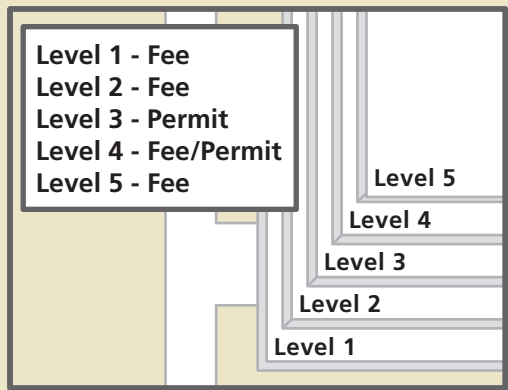 Level 1 - Fee
Level 2 - Fee
Level 3 - Permit
Level 4 - Fee/Permit
Level 5 - Fee
Level 5
Level 4
Level 3
Level 2
Level 1